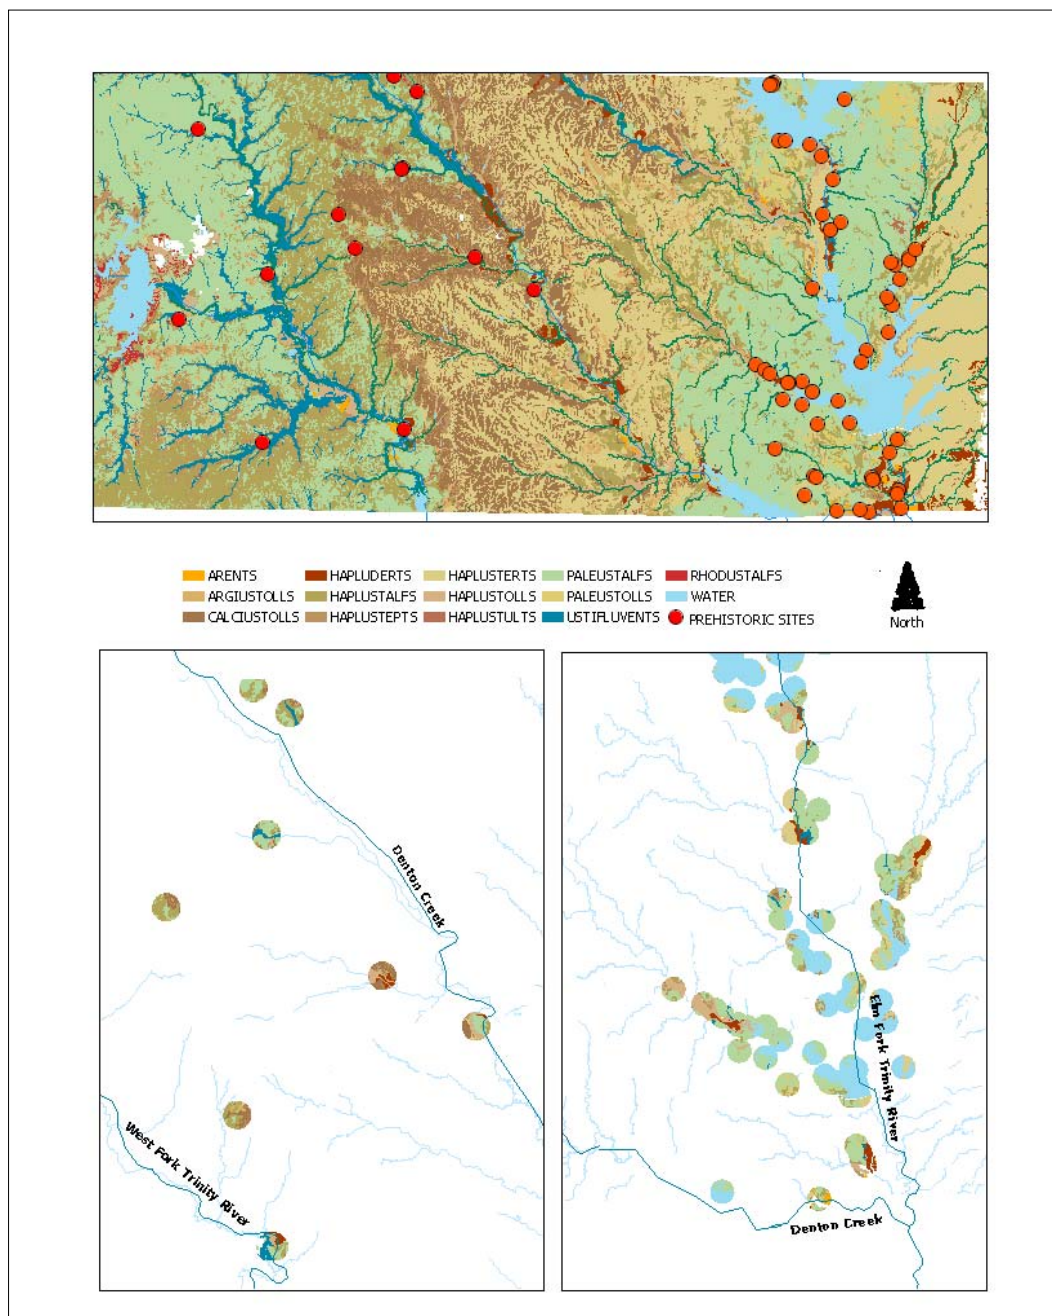 ARENTS HAPLUDERTS HAPLUSTERTS PALEUSTALFS RHODUSTALFS
ARGIUSTOLLS HAPLUSTALFS HAPLUSTOLLS PALEUSTOLLS WATER
CALCIUSTOLLS HAPLUSTEPTS HAPLUSTULTS USTIFLUVENTS PREHISTORIC SITES
North
Denton Creek
West Fork Trinity River
Elm Fork Trinity River
Denton Creek